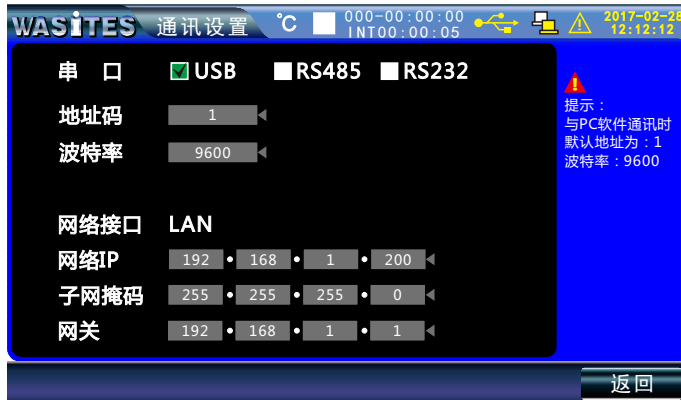 WASiTES 通讯设置 ℃ 000-00:00:00 2017-02-28
INT00:00:05 12:12:12
串 口 USB RS485 RS232
地址码 1
波特率 9600
网络接口 LAN
网络IP 192 • 168 • 1 • 200
子网掩码 255 • 255 • 255 • 0
网关 192 • 168 • 1 • 1
提示：
与PC软件通讯时
默认地址为：1
波特率：9600
返回